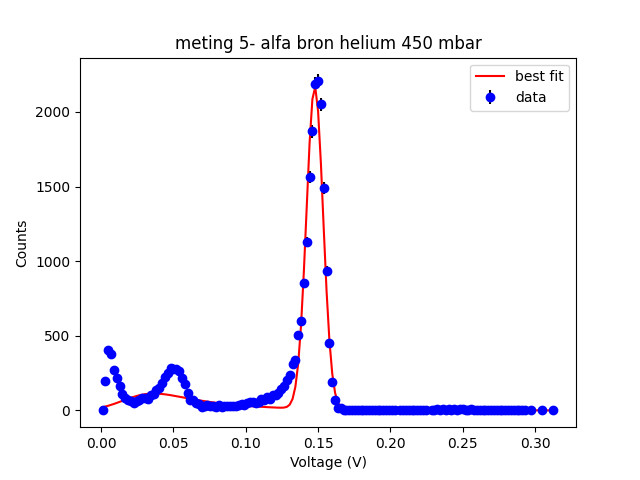 meting 5- alfa bron helium 450 mbar
best fit
data
Counts
2000
1500
1000
500
0
0.00 0.05 0.10 0.15 0.20 0.25 0.30
Voltage (V)